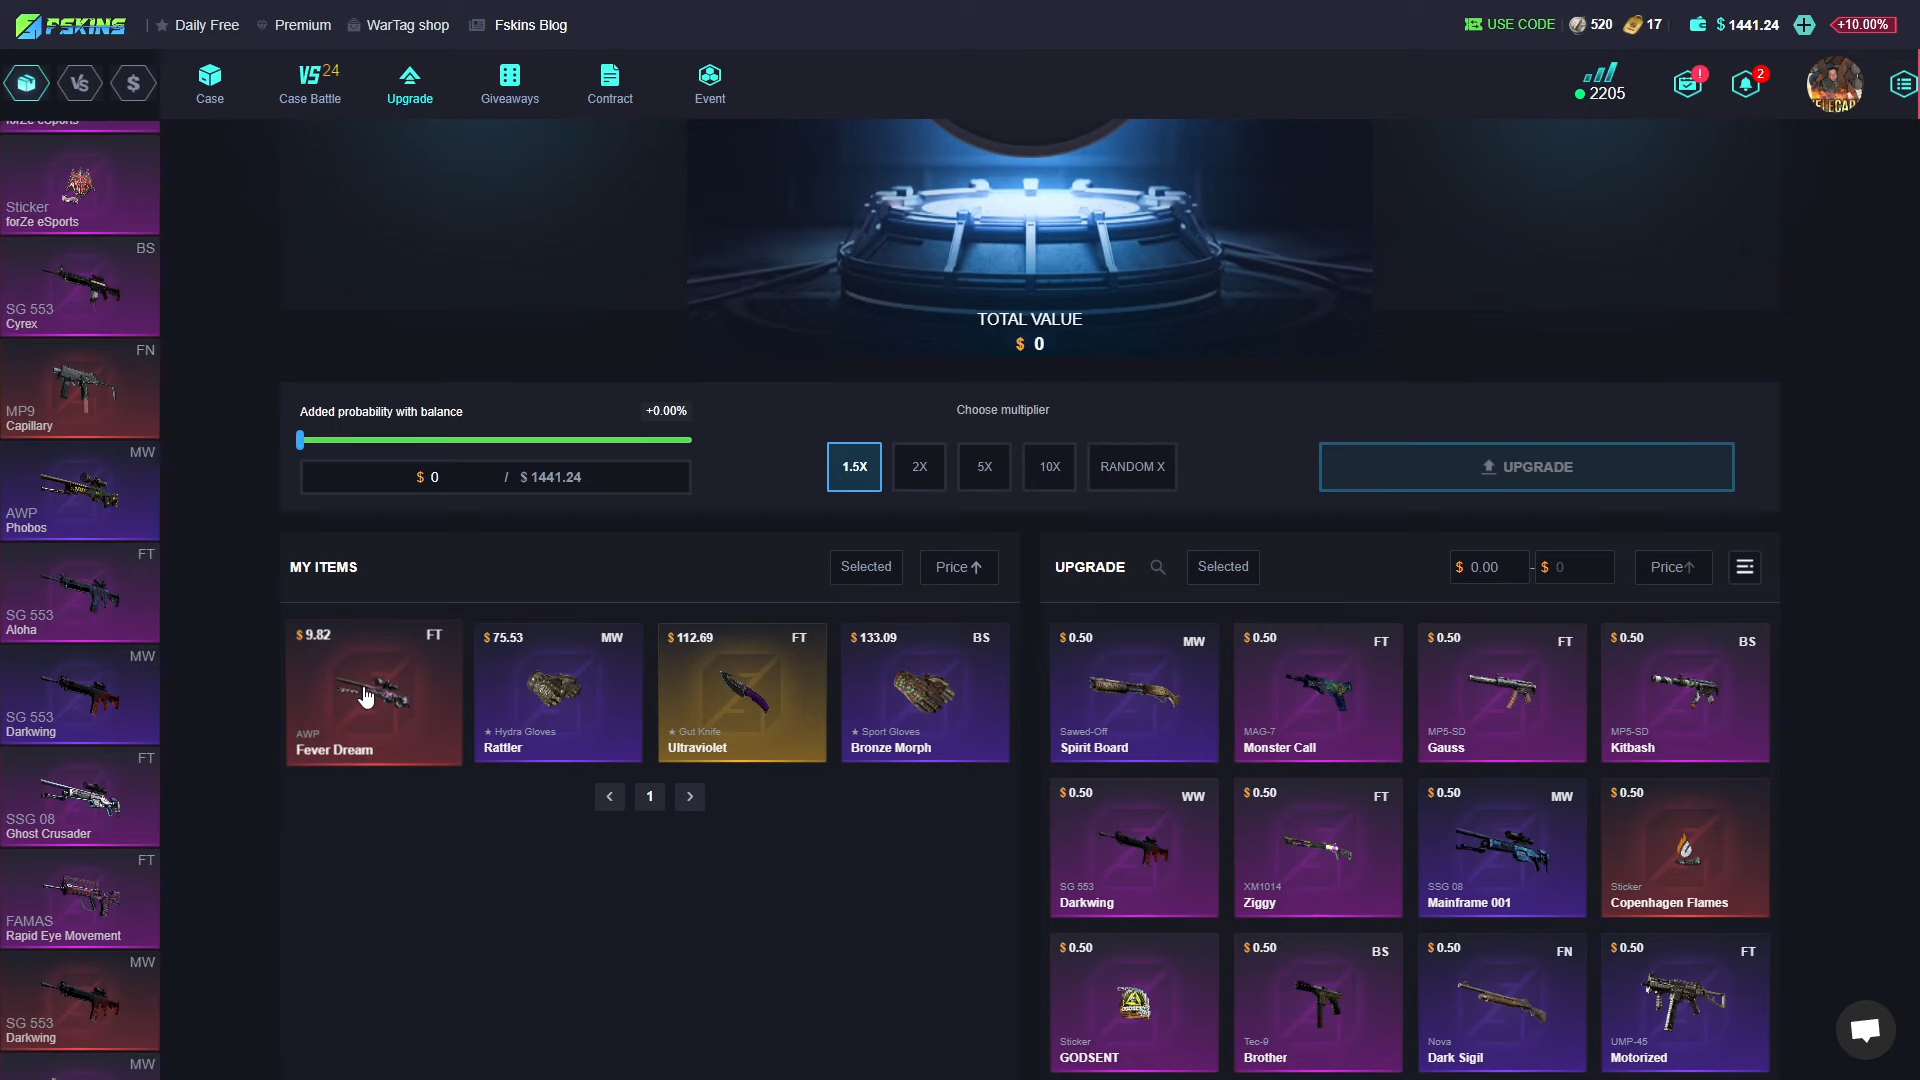 FSKINS
Daily Free
Premium
WarTag shop
Fskins Blog
USE CODE
520
17
$ 1441.24
+10.00%
VS
$
Case
VS 24
Case Battle
Upgrade
Giveaways
Contract
Event
2205
!
2
forZe eSports
Sticker
forZe eSports
BS
SG 553
Cyrex
FN
MP9
Capillary
MW
AWP
Phobos
FT
SG 553
Aloha
MW
SG 553
Darkwing
FT
SSG 08
Ghost Crusader
FT
FAMAS
Rapid Eye Movement
MW
SG 553
Darkwing
MW
TOTAL VALUE
$ 0
Added probability with balance
+0.00%
$ 0 / $ 1441.24
Choose multiplier
1.5X
2X
5X
10X
RANDOM X
UPGRADE
MY ITEMS
Selected
Price
$ 9.82 FT
AWP
Fever Dream
$ 75.53 MW
★ Hydra Gloves
Rattler
$ 112.69 FT
★ Gut Knife
Ultraviolet
$ 133.09 BS
★ Sport Gloves
Bronze Morph
< 1 >
UPGRADE
Selected
$ 0.00 - $ 0
Price
$ 0.50 MW
Sawed-Off
Spirit Board
$ 0.50 FT
MAG-7
Monster Call
$ 0.50 FT
MP5-SD
Gauss
$ 0.50 BS
MP5-SD
Kitbash
$ 0.50 WW
SG 553
Darkwing
$ 0.50 FT
XM1014
Ziggy
$ 0.50 MW
SSG 08
Mainframe 001
$ 0.50
Sticker
Copenhagen Flames
$ 0.50
Sticker
GODSENT
$ 0.50 BS
Tec-9
Brother
$ 0.50 FN
Nova
Dark Sigil
$ 0.50 FT
UMP-45
Motorized